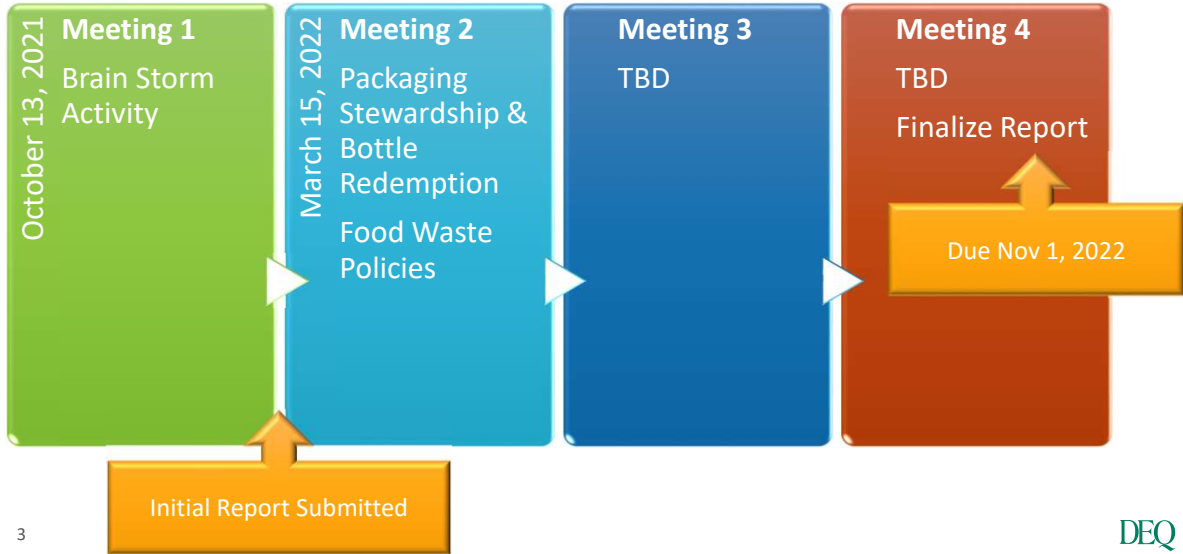 October 13, 2021
Meeting 1
Brain Storm
Activity
March 15, 2022
Meeting 2
Packaging
Stewardship &
Bottle
Redemption
Food Waste
Policies
Meeting 3
TBD
Meeting 4
TBD
Finalize Report
Due Nov 1, 2022
Initial Report Submitted
3
DEQ